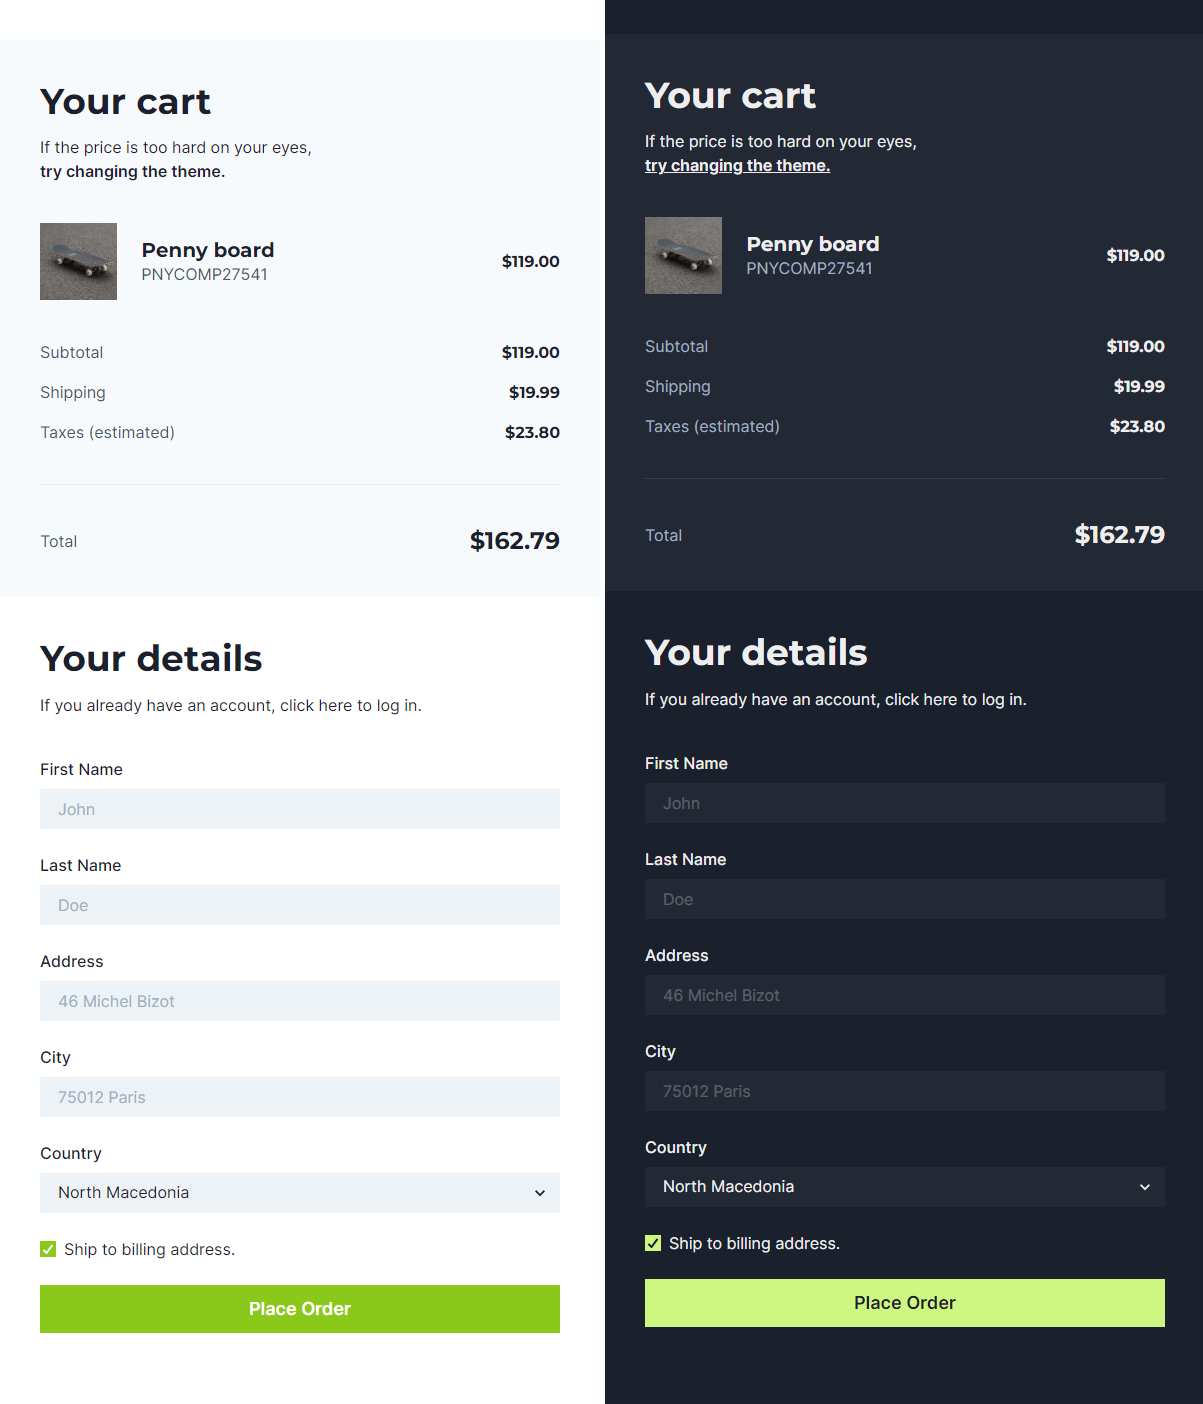 Your cart
If the price is too hard on your eyes,
try changing the theme.
Penny board
PNYCOMP27541
$119.00
Subtotal
$119.00
Shipping
$19.99
Taxes (estimated)
$23.80
Total
$162.79
Your details
If you already have an account, click here to log in.
First Name
John
Last Name
Doe
Address
46 Michel Bizot
City
75012 Paris
Country
North Macedonia
Ship to billing address.
Place Order
Your cart
If the price is too hard on your eyes,
try changing the theme.
Penny board
PNYCOMP27541
$119.00
Subtotal
$119.00
Shipping
$19.99
Taxes (estimated)
$23.80
Total
$162.79
Your details
If you already have an account, click here to log in.
First Name
John
Last Name
Doe
Address
46 Michel Bizot
City
75012 Paris
Country
North Macedonia
Ship to billing address.
Place Order